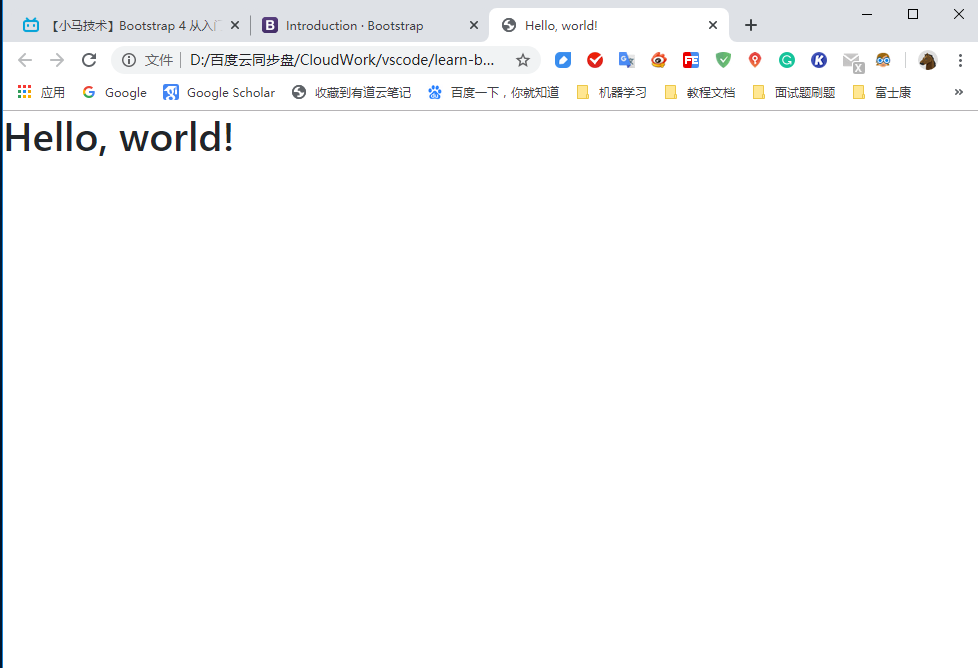 【小马技术】Bootstrap 4 从入门 Introduction · Bootstrap Hello, world!
文件 D:/百度云同步盘/CloudWork/vscode/learn-b...
应用 Google Google Scholar 收藏到有道云笔记 百度一下，你就知道 机器学习 教程文档 面试题刷题 富士康 »
Hello, world!